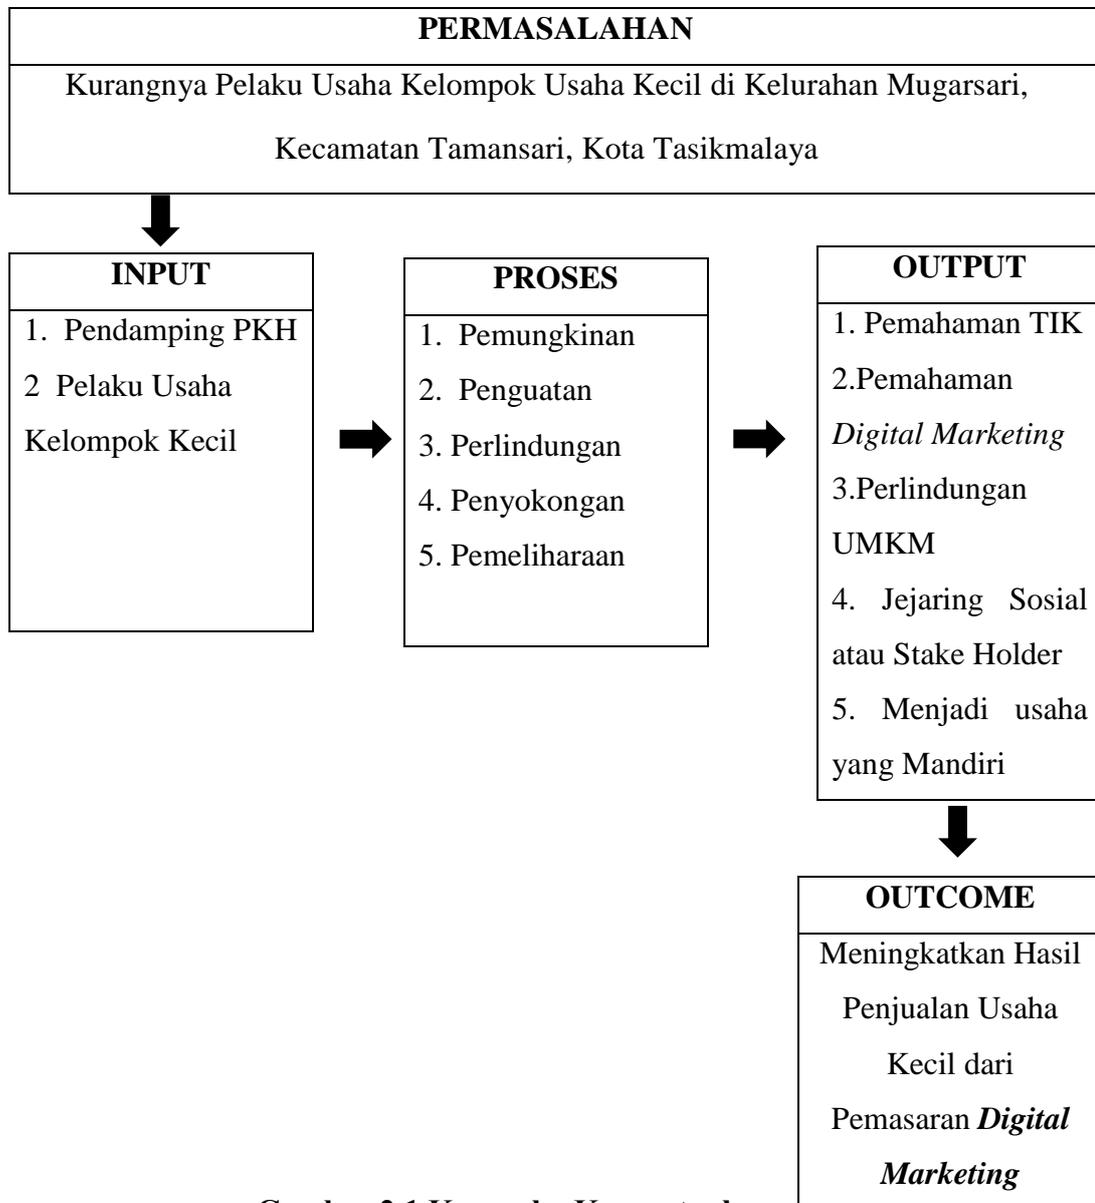 PERMASALAHAN
Kurangnya Pelaku Usaha Kelompok Usaha Kecil di Kelurahan Mugarsari,
Kecamatan Tamansari, Kota Tasikmalaya
INPUT
1. Pendamping PKH
2 Pelaku Usaha
Kelompok Kecil
PROSES
1. Pemungkinan
2. Penguatan
3. Perlindungan
4. Penyokongan
5. Pemeliharaan
OUTPUT
1. Pemahaman TIK
2.Pemahaman
Digital Marketing
3.Perlindungan
UMKM
4. Jejaring Sosial
atau Stake Holder
5. Menjadi usaha
yang Mandiri
OUTCOME
Meningkatkan Hasil
Penjualan Usaha
Kecil dari
Pemasaran Digital
Marketing